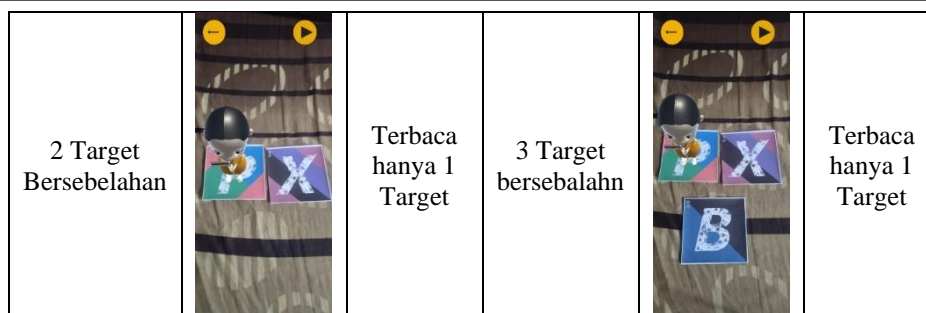 2 Target
Bersebelahan
P X
Terbaca
hanya 1
Target
3 Target
bersebalahn
P X
B
Terbaca
hanya 1
Target